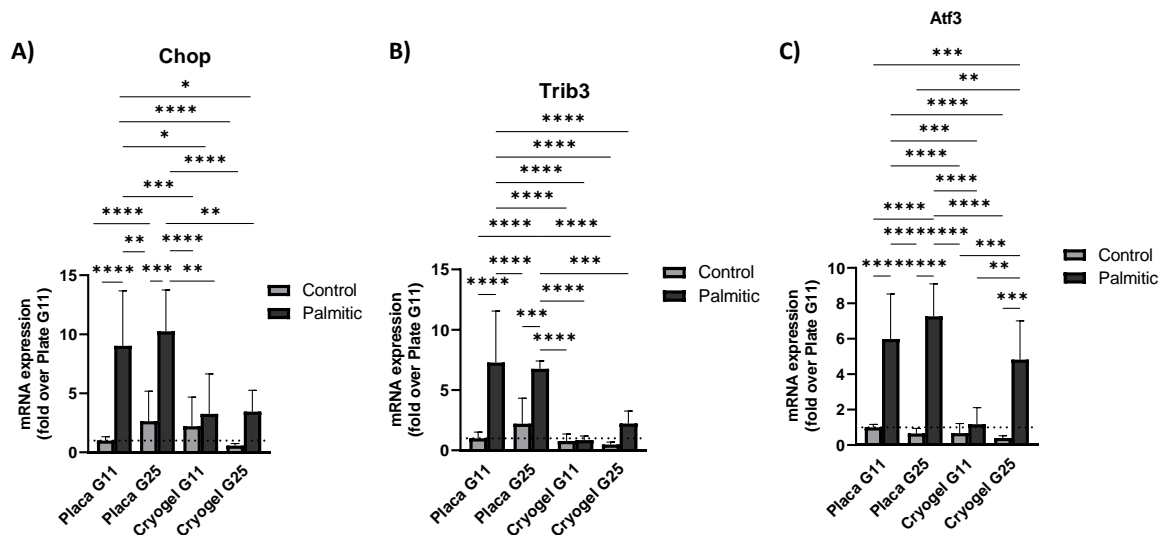 A)
Chop
*
****
*
****
***
****
**
**
****
****
***
**
15
10
5
0
mRNA expression
(fold over Plate G11)
Placa G11
Placa G25
Cryogel G11
Cryogel G25
Control
Palmitic
B)
Trib3
****
****
****
****
****
****
****
***
****
****
***
****
15
10
5
0
mRNA expression
(fold over Plate G11)
Placa G11
Placa G25
Cryogel G11
Cryogel G25
Control
Palmitic
C)
Atf3
***
**
****
***
****
****
****
****
********
***
**
********
***
10
8
6
4
2
0
mRNA expression
(fold over Plate G11)
Placa G11
Placa G25
Cryogel G11
Cryogel G25
Control
Palmitic